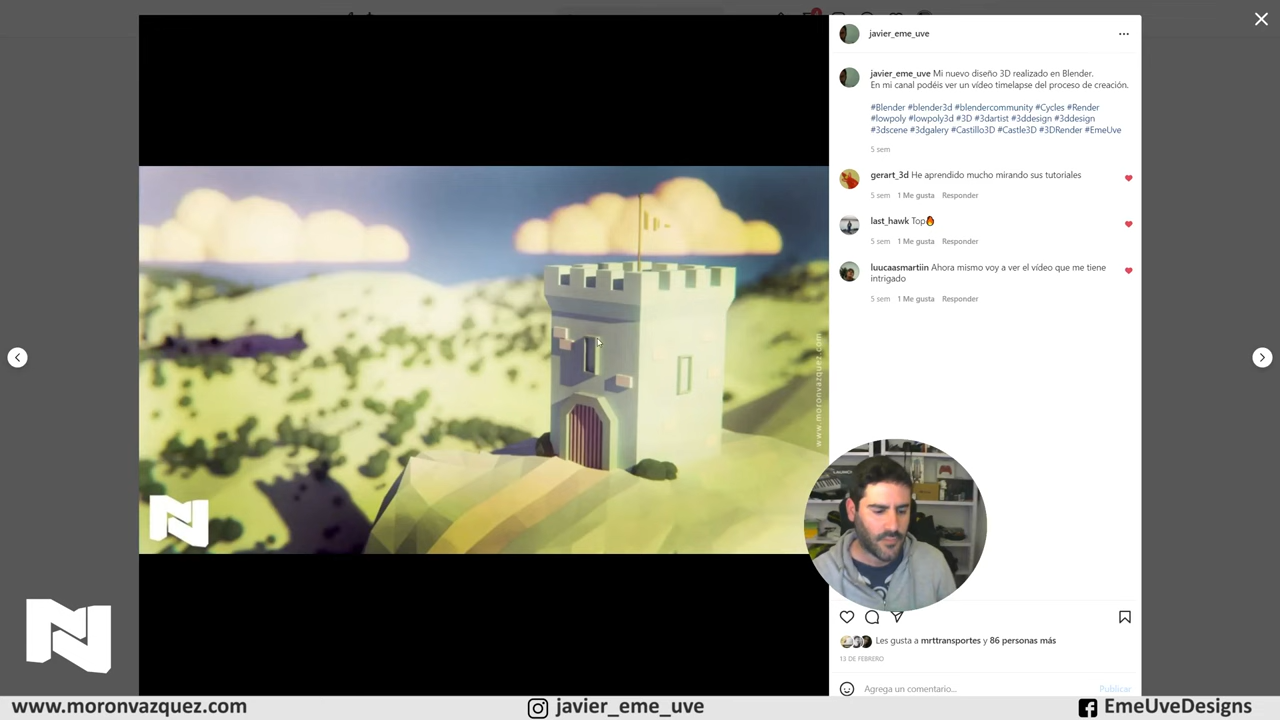 javier_eme_uve
javier_eme_uve Mi nuevo diseño 3D realizado en Blender.
En mi canal podéis ver un vídeo timelapse del proceso de creación.
#Blender #blender3d #blendercommunity #Cycles #Render
#lowpoly #lowpoly3d #3D #3dartist #3ddesign #3ddesign
#3dscene #3dgalery #Castillo3D #Castle3D #3DRender #EmeUve
5 sem
gerart_3d He aprendido mucho mirando sus tutoriales
5 sem 1 Me gusta Responder
last_hawk Top🔥
5 sem 1 Me gusta Responder
luucaasmartiin Ahora mismo voy a ver el vídeo que me tiene
intrigado
5 sem 1 Me gusta Responder
www.moronvazquez.com
Les gusta a mrttransportes y 86 personas más
13 DE FEBRERO
Agrega un comentario... Publicar
www.moronvazquez.com javier_eme_uve EmeUveDesigns